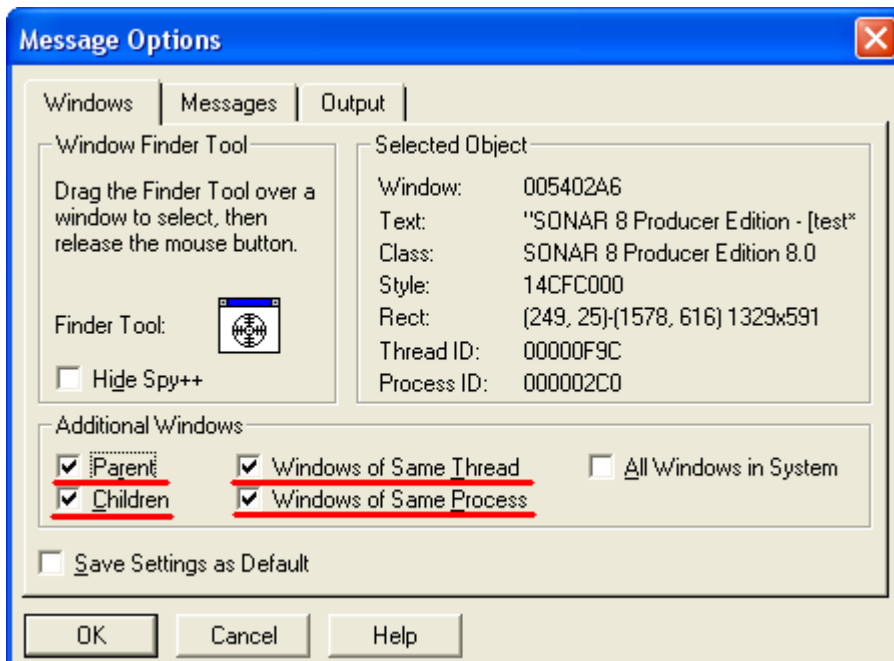 Message Options
Windows Messages Output
Window Finder Tool
Drag the Finder Tool over a
window to select, then
release the mouse button.
Finder Tool:
Hide Spy++
Selected Object
Window: 005402A6
Text: "SONAR 8 Producer Edition - [test*
Class: SONAR 8 Producer Edition 8.0
Style: 14CFC000
Rect: (249, 25)-(1578, 616) 1329x591
Thread ID: 00000F9C
Process ID: 000002C0
Additional Windows
Parent Windows of Same Thread All Windows in System
Children Windows of Same Process
Save Settings as Default
OK Cancel Help